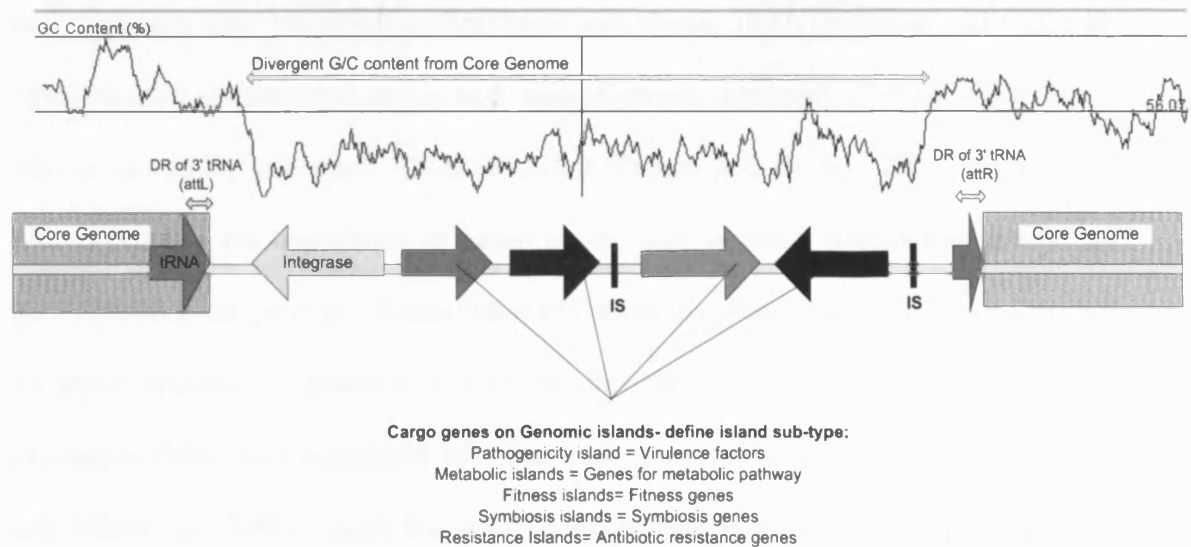 GC Content (%)
Divergent G/C content from Core Genome
56.07
DR of 3' tRNA
(attL)
DR of 3' tRNA
(attR)
Core Genome
tRNA
Integrase
IS
IS
Core Genome
Cargo genes on Genomic islands- define island sub-type:
Pathogenicity island = Virulence factors
Metabolic islands = Genes for metabolic pathway
Fitness islands= Fitness genes
Symbiosis islands = Symbiosis genes
Resistance Islands= Antibiotic resistance genes